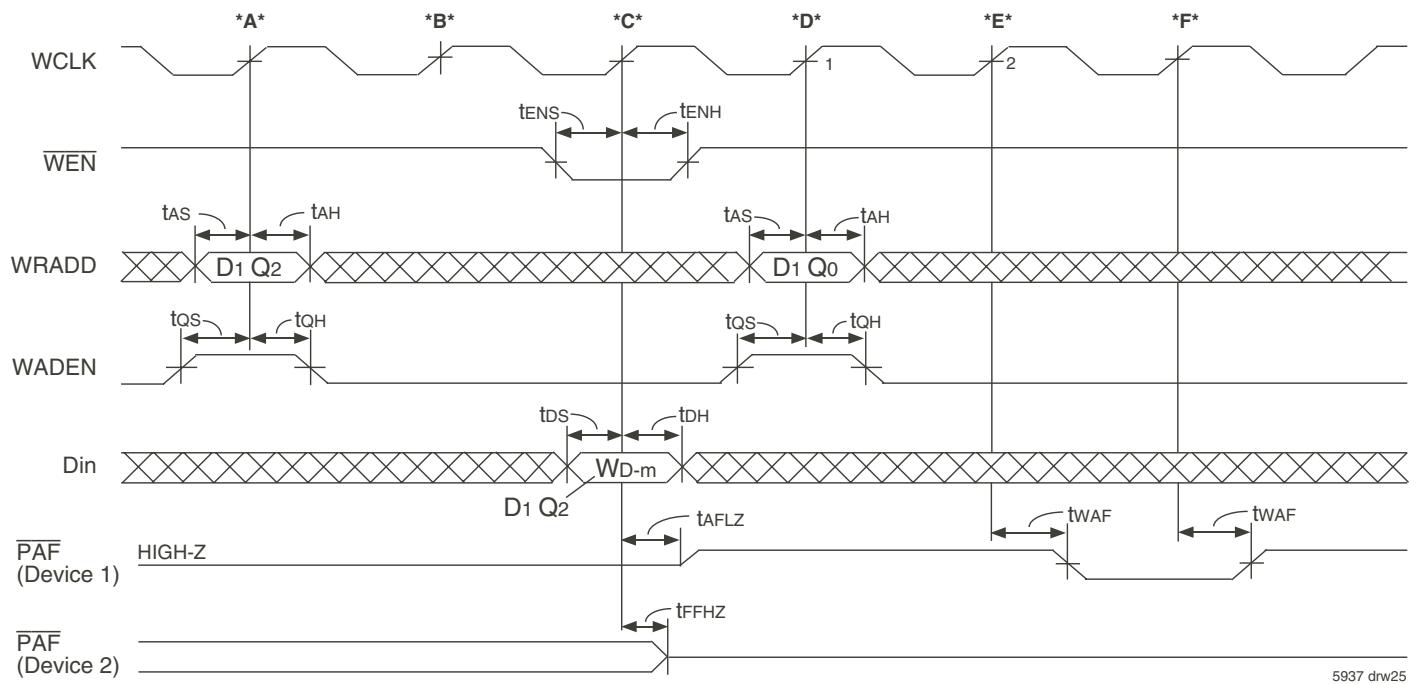 *A* *B* *C* *D* *E* *F*
WCLK 1 2
tENS tENH
WEN
tAS tAH tAS tAH
WRADD D1 Q2 D1 Q0
tQS tQH tQS tQH
WADEN
tDS tDH
Din WD-m
D1 Q2
tAFLZ tWAF tWAF
PAF HIGH-Z
(Device 1)
tFFHZ
PAF
(Device 2)
5937 drw25